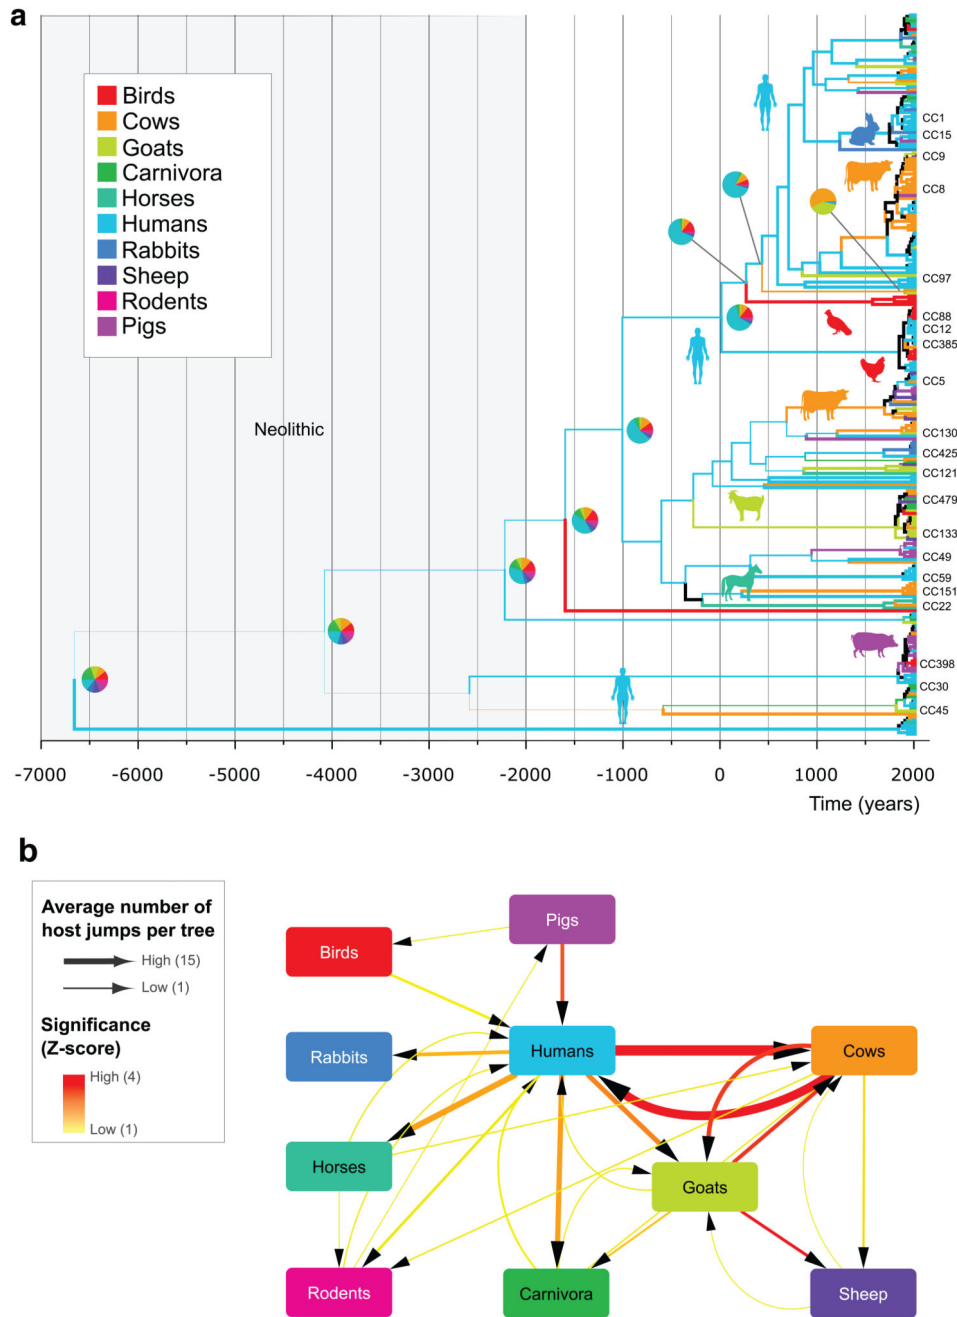 a
Birds
Cows
Goats
Carnivora
Horses
Humans
Rabbits
Sheep
Rodents
Pigs
Neolithic
CC1
CC15
CC9
CC8
CC97
CC88
CC12
CC385
CC5
CC130
CC425
CC121
CC479
CC133
CC49
CC59
CC151
CC22
CC398
CC30
CC45
-7000 -6000 -5000 -4000 -3000 -2000 -1000 0 1000 2000
Time (years)
b
Average number of
host jumps per tree
High (15)
Low (1)
Significance
(Z-score)
High (4)
Low (1)
Pigs
Birds
Rabbits
Humans
Cows
Horses
Goats
Rodents
Carnivora
Sheep